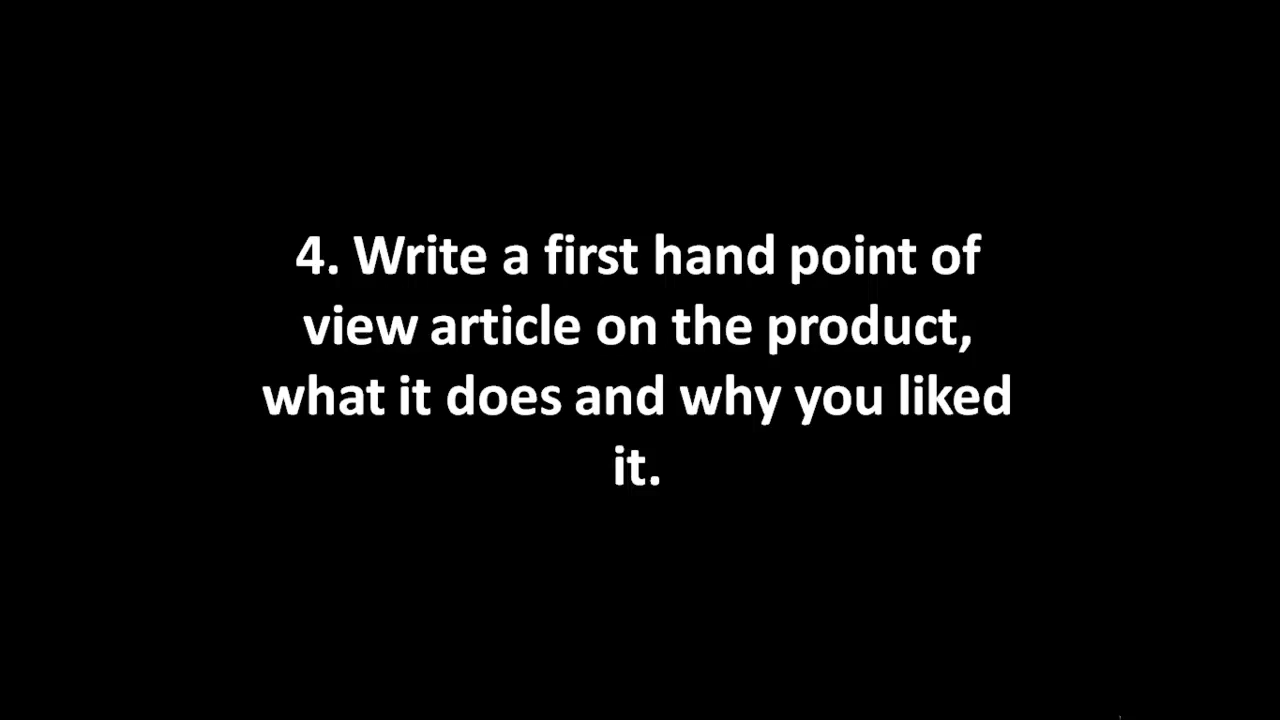 4. Write a first hand point of
view article on the product,
what it does and why you liked
it.